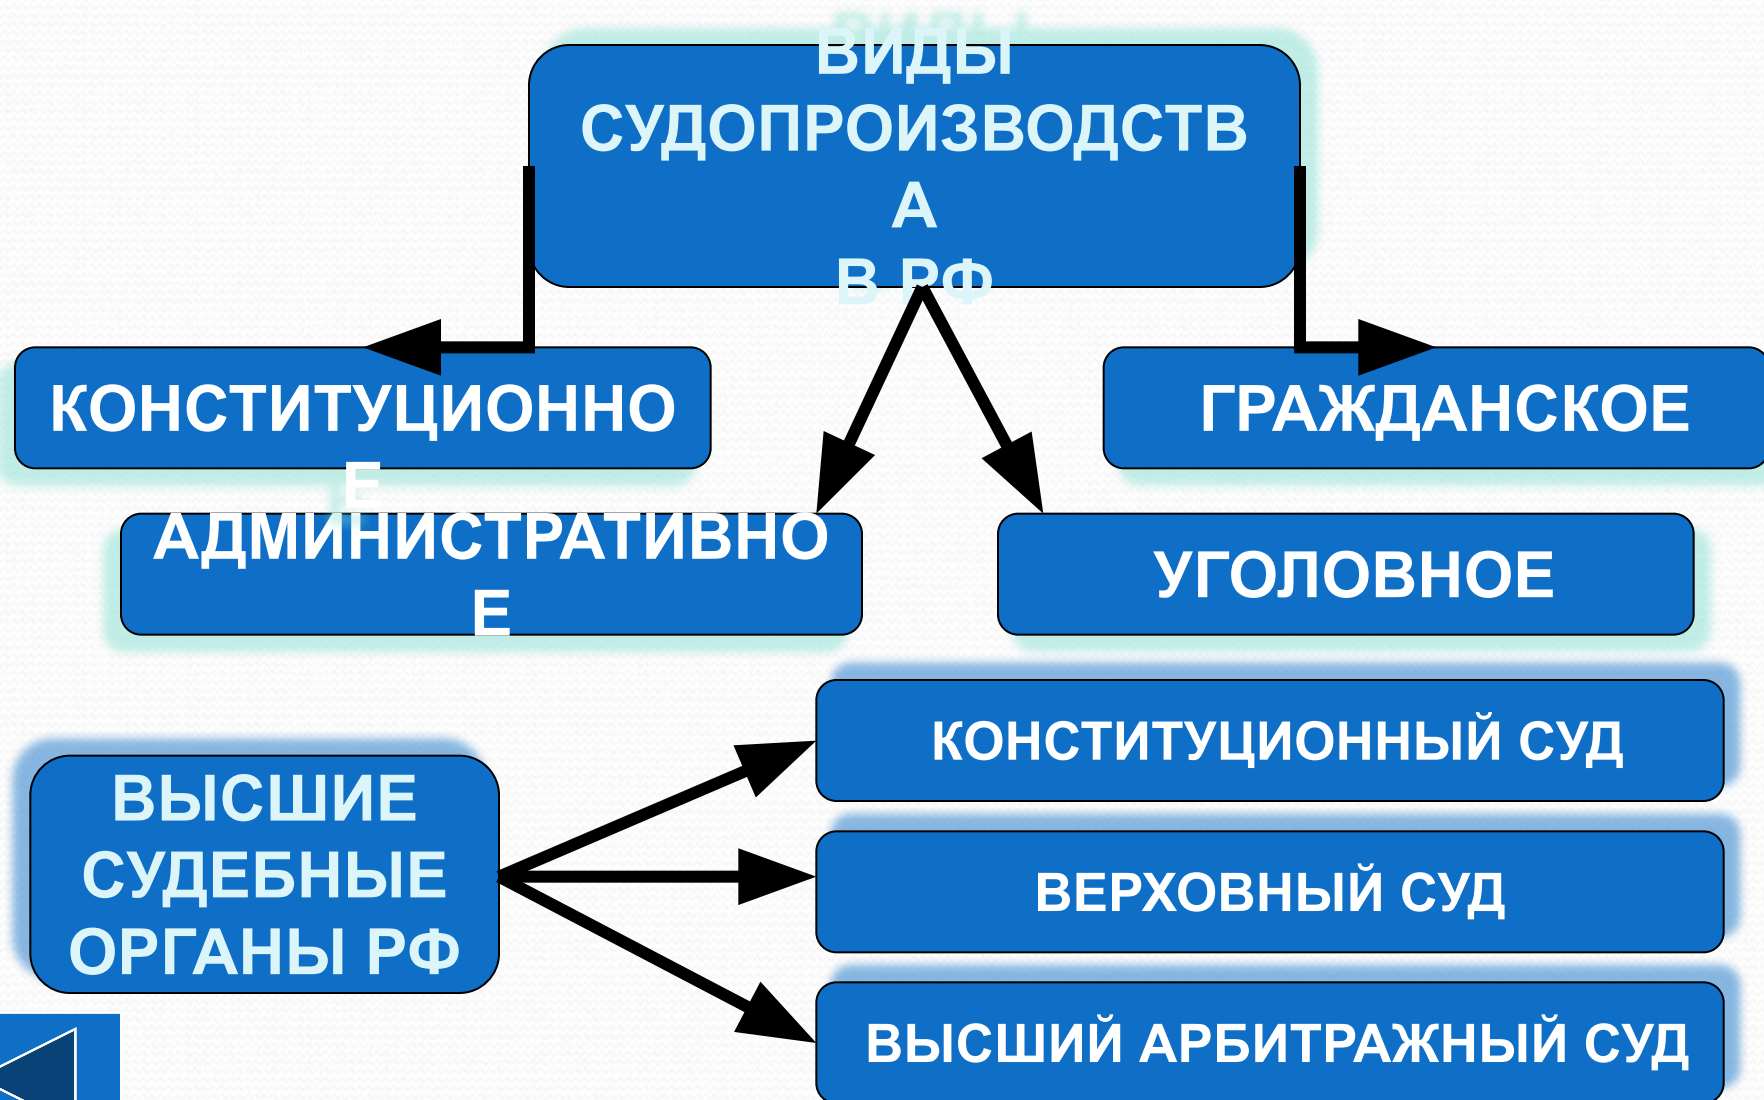 ВИДЫ
СУДОПРОИЗВОДСТВ
А
В РФ
КОНСТИТУЦИОННО
Е
ГРАЖДАНСКОЕ
АДМИНИСТРАТИВНО
Е
УГОЛОВНОЕ
ВЫСШИЕ
СУДЕБНЫЕ
ОРГАНЫ РФ
КОНСТИТУЦИОННЫЙ СУД
ВЕРХОВНЫЙ СУД
ВЫСШИЙ АРБИТРАЖНЫЙ СУД